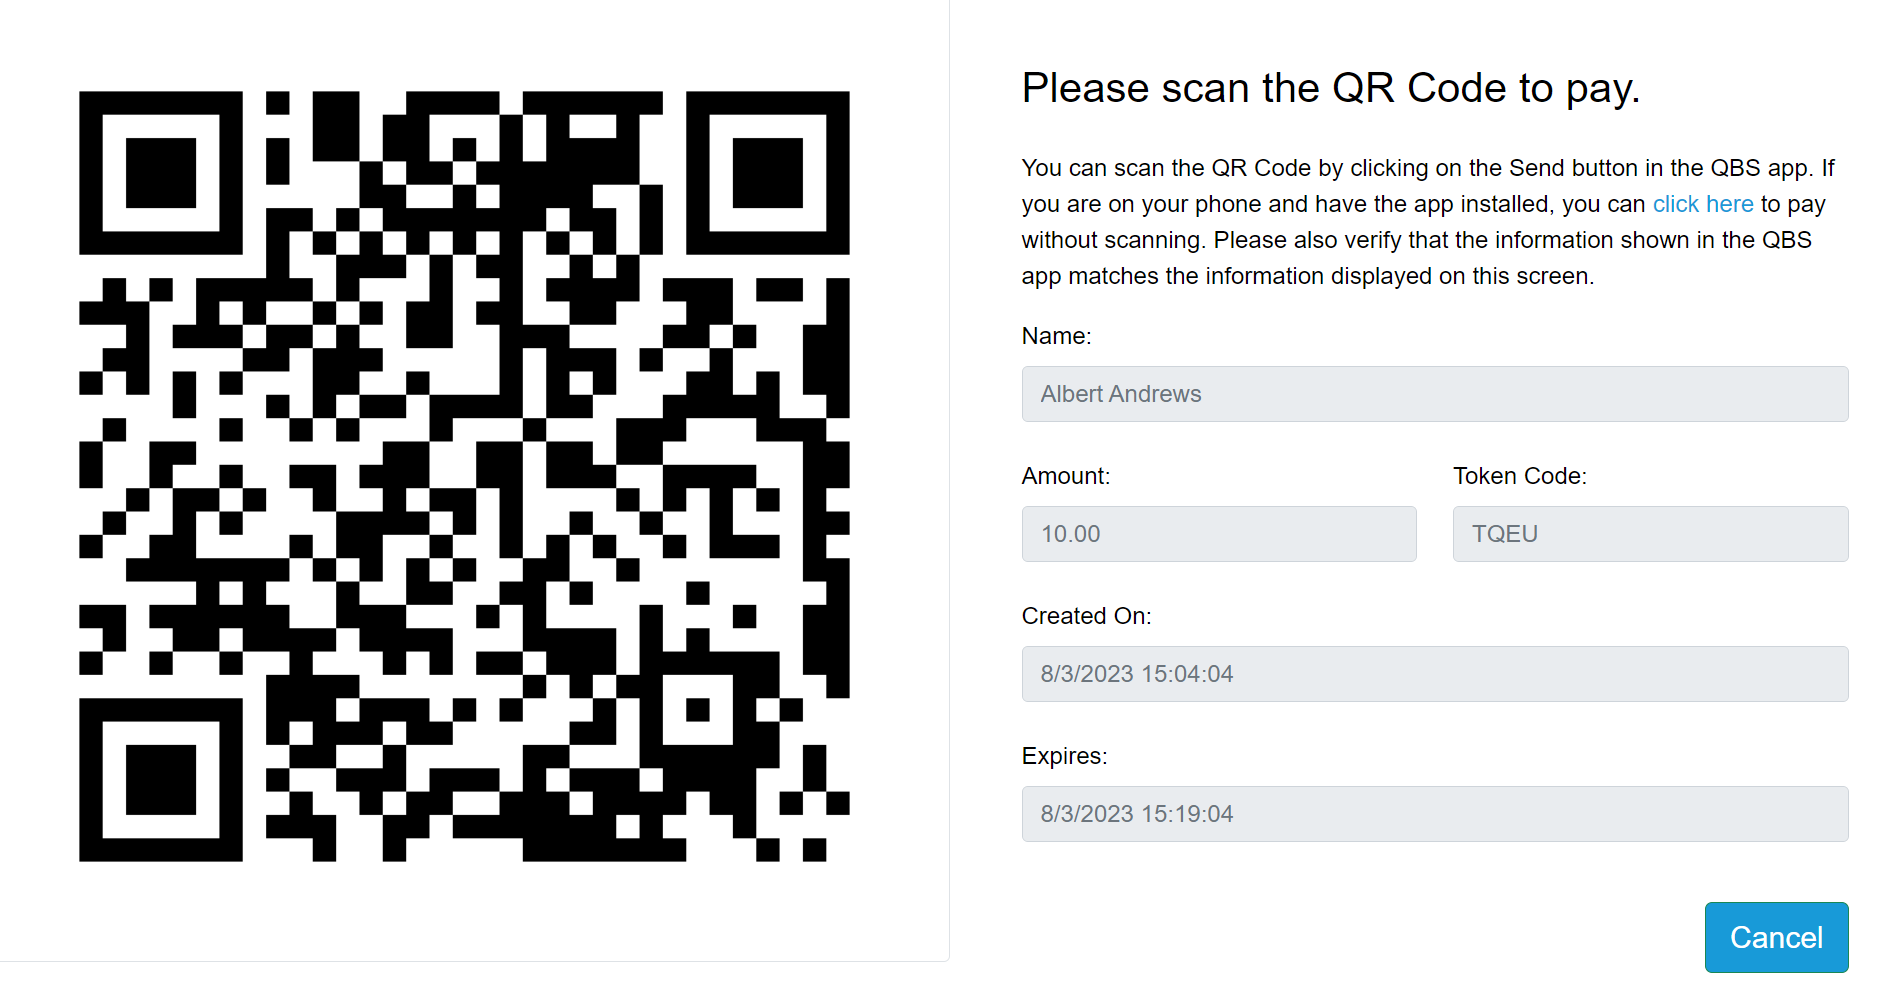 Please scan the QR Code to pay.
You can scan the QR Code by clicking on the Send button in the QBS app. If
you are on your phone and have the app installed, you can click here to pay
without scanning. Please also verify that the information shown in the QBS
app matches the information displayed on this screen.
Name:
Albert Andrews
Amount:
Token Code:
10.00
TQEU
Created On:
8/3/2023 15:04:04
Expires:
8/3/2023 15:19:04
Cancel